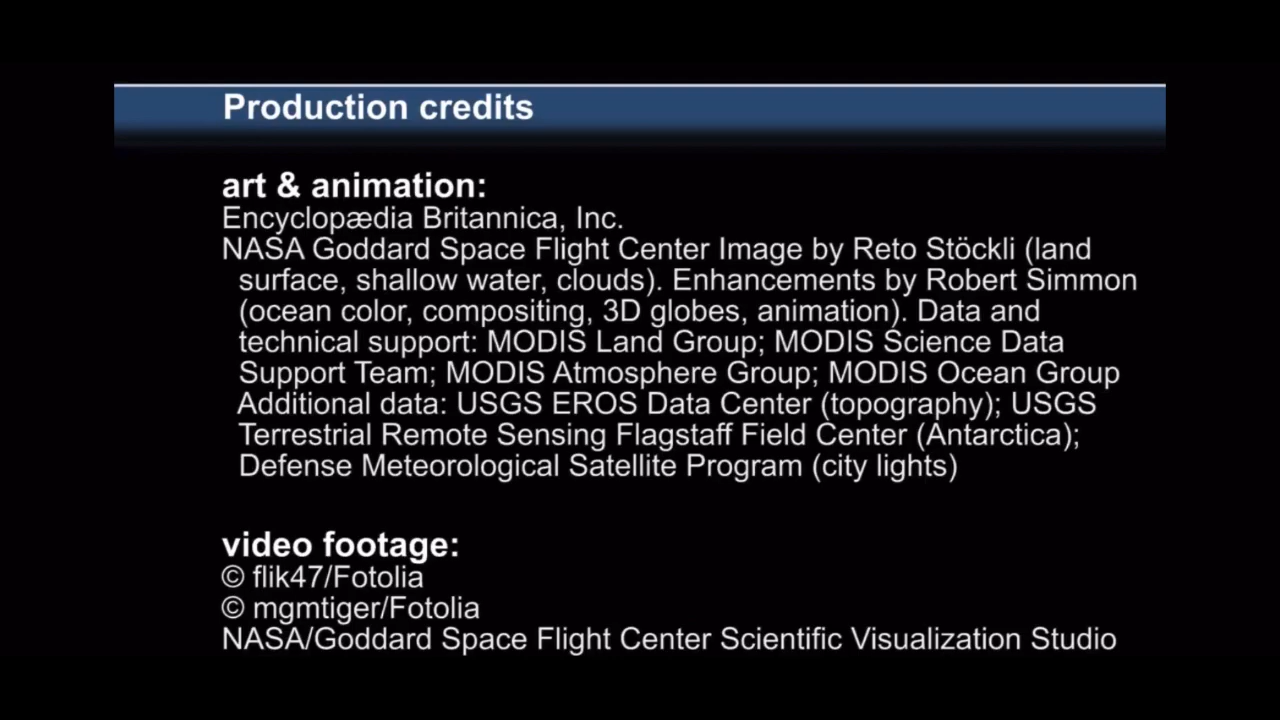 Production credits
art & animation:
Encyclopædia Britannica, Inc.
NASA Goddard Space Flight Center Image by Reto Stöckli (land
surface, shallow water, clouds). Enhancements by Robert Simmon
(ocean color, compositing, 3D globes, animation). Data and
technical support: MODIS Land Group; MODIS Science Data
Support Team; MODIS Atmosphere Group; MODIS Ocean Group
Additional data: USGS EROS Data Center (topography); USGS
Terrestrial Remote Sensing Flagstaff Field Center (Antarctica);
Defense Meteorological Satellite Program (city lights)
video footage:
© flik47/Fotolia
© mgmtiger/Fotolia
NASA/Goddard Space Flight Center Scientific Visualization Studio